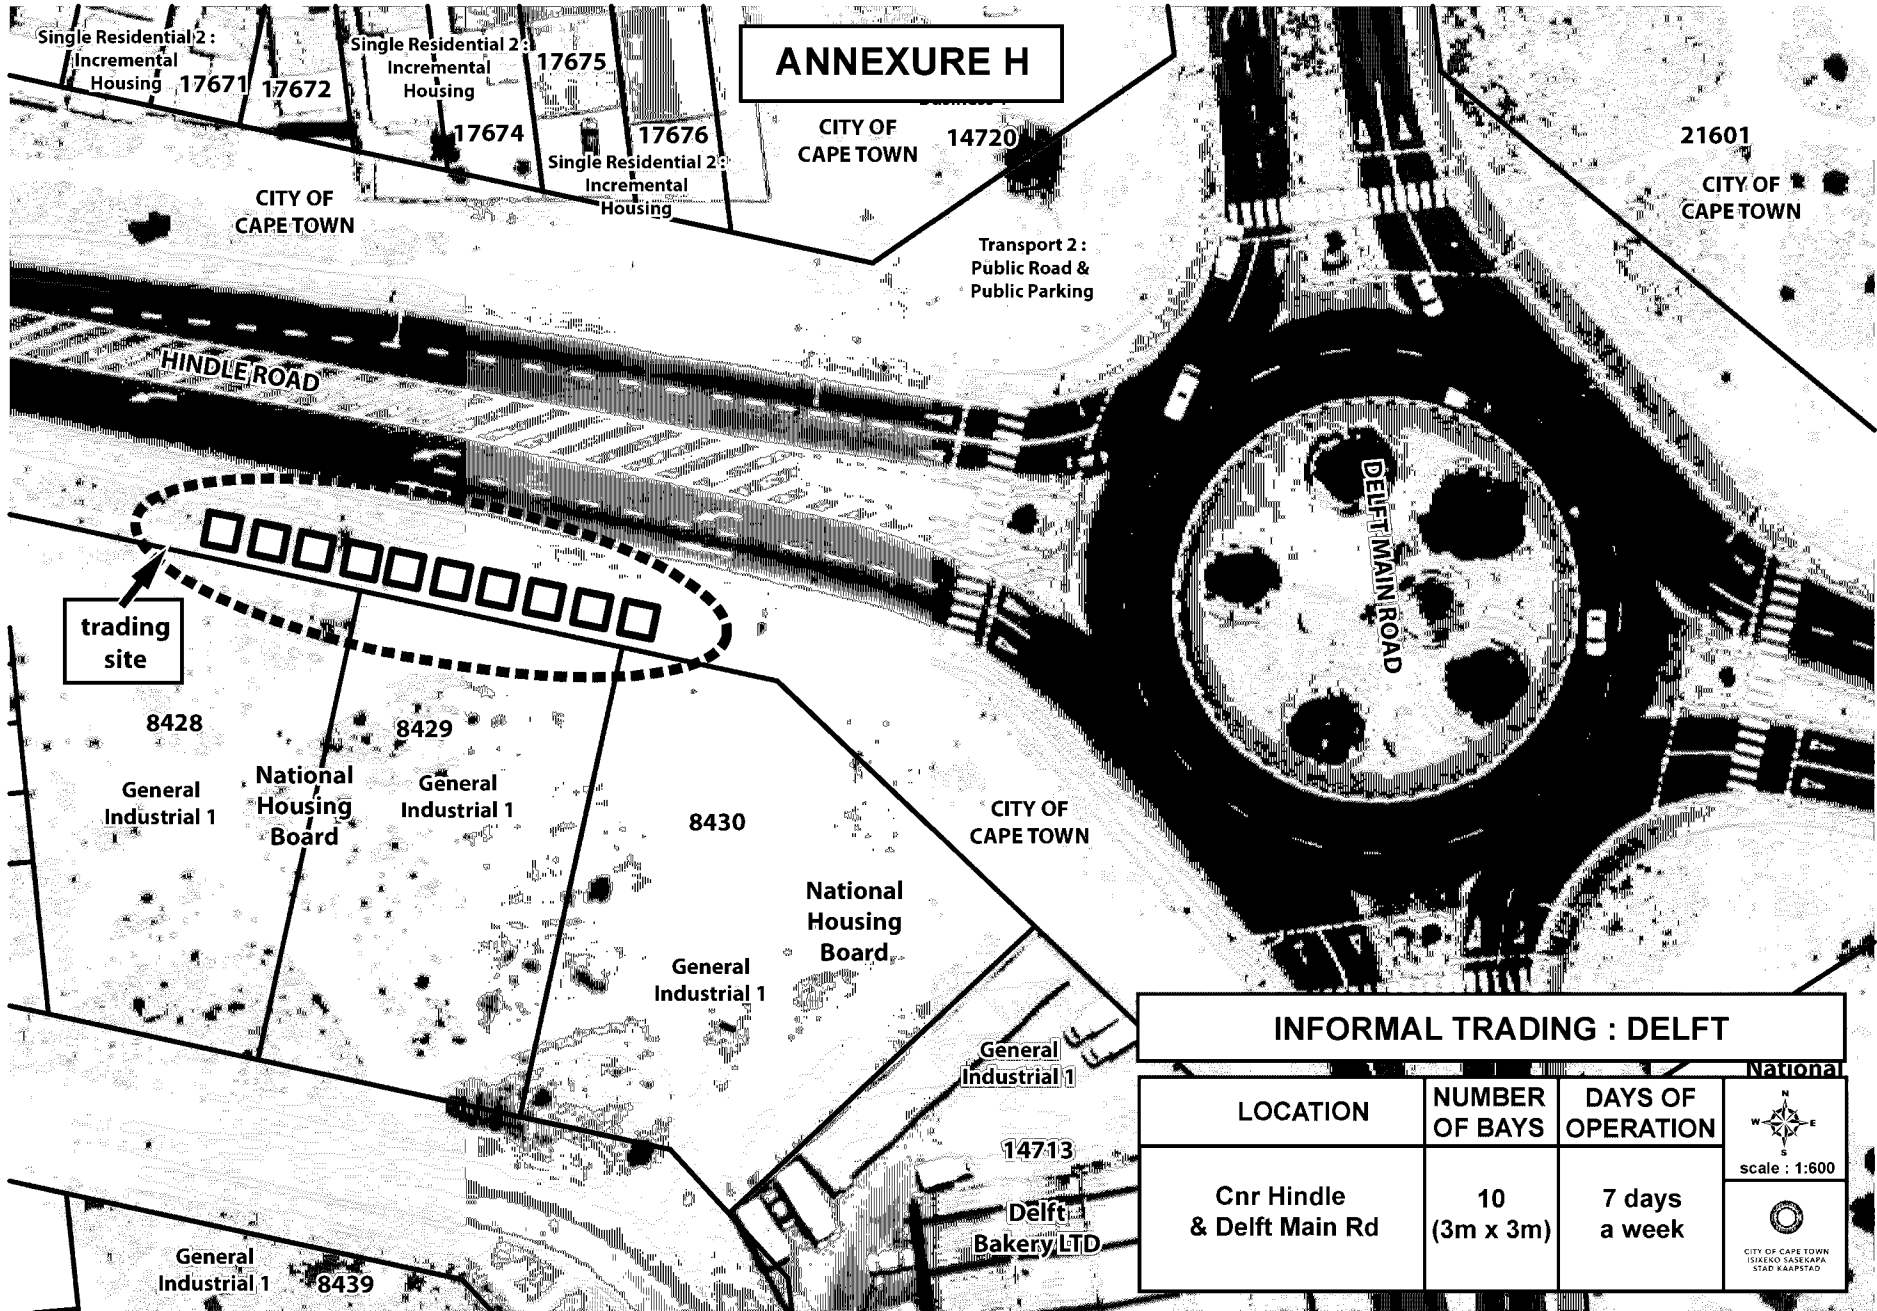 ANNEXURE H
Single Residential 2 :
Incremental
Housing
17671
17672
Single Residential 2 :
Incremental
Housing
17674
17675
17676
Single Residential 2 :
Incremental
Housing
CITY OF
CAPE TOWN
14720
21601
CITY OF
CAPE TOWN
CITY OF
CAPE TOWN
Transport 2 :
Public Road &
Public Parking
HINDLE ROAD
DELFT MAIN ROAD
trading
site
8428
General
Industrial 1
National
Housing
Board
8429
General
Industrial 1
8430
National
Housing
Board
General
Industrial 1
CITY OF
CAPE TOWN
General
Industrial 1
14713
Delft
Bakery LTD
General
Industrial 1
8439
INFORMAL TRADING : DELFT
National
LOCATION
NUMBER
OF BAYS
DAYS OF
OPERATION
Cnr Hindle
& Delft Main Rd
10
(3m x 3m)
7 days
a week
N
W
E
S
scale : 1:600
CITY OF CAPE TOWN
ISIXEKO SASEKAPA
STAD KAAPSTAD